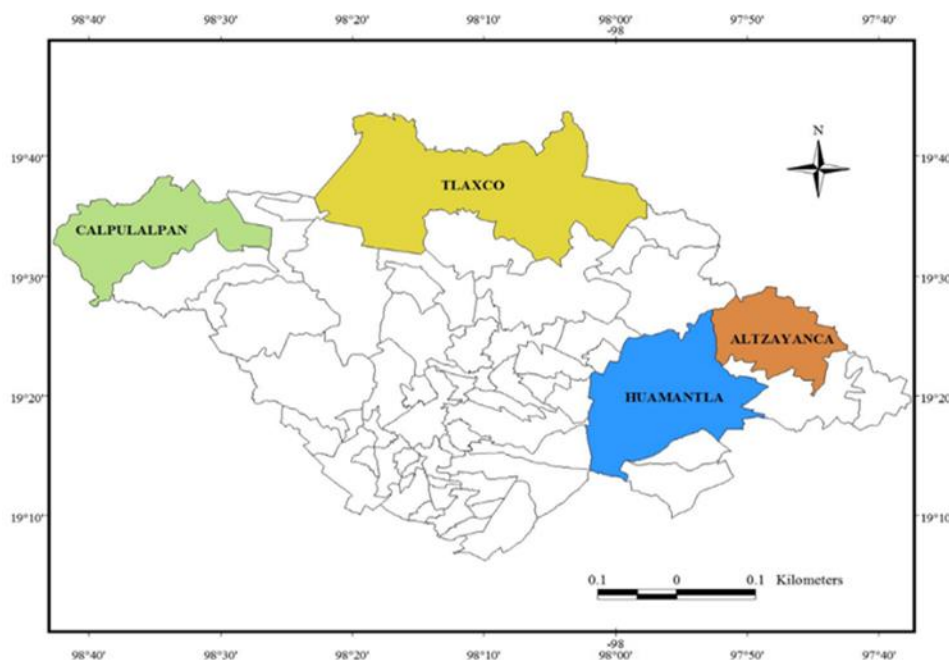 98°40' 98°30' 98°20' 98°10' 98°00' 97°50' 97°40'
-98
N
19°40' 19°40'
TLAXCO
CALPULALPAN
19°30' 19°30'
ALTZAYANCA
19°20' HUAMANTLA 19°20'
19°10' 19°10'
0.1 0 0.1 Kilometers
-98
98°40' 98°30' 98°20' 98°10' 98°00' 97°50' 97°40'